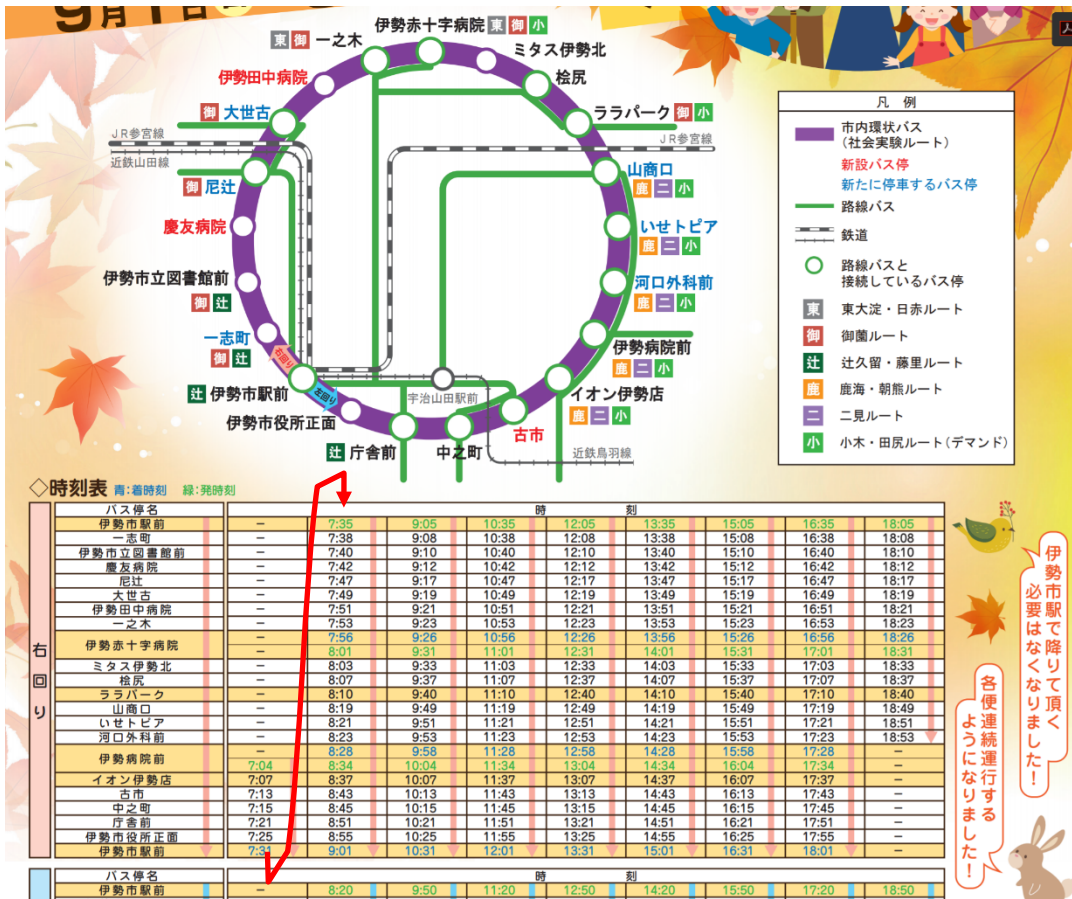 9月1日
伊勢赤十字病院 東 御 小
東 御 一之木
ミタス伊勢北
伊勢田中病院
桧尻
御 大世古
ララパーク 御 小
JR参宮線
JR参宮線
近鉄山田線
山商口
鹿 二 小
御 尼辻
慶友病院
いせトピア
鹿 二 小
伊勢市立図書館前
御 辻
河口外科前
鹿 二 小
一志町
御 辻
伊勢病院前
鹿 二 小
右回り
辻 伊勢市駅前
左回り
宇治山田駅前
イオン伊勢店
鹿 二 小
伊勢市役所正面
古市
辻 庁舎前
中之町
近鉄鳥羽線
凡例
市内環状バス
(社会実験ルート)
新設バス停
新たに停車するバス停
路線バス
鉄道
路線バスと
接続しているバス停
東 東大淀・日赤ルート
御 御薗ルート
辻 辻久留・藤里ルート
鹿 鹿海・朝熊ルート
二 二見ルート
小 小木・田尻ルート(デマンド)
◇時刻表 青:着時刻 緑:発時刻
右回り
バス停名 時刻
伊勢市駅前 － 7:35 9:05 10:35 12:05 13:35 15:05 16:35 18:05
一志町 － 7:38 9:08 10:38 12:08 13:38 15:08 16:38 18:08
伊勢市立図書館前 － 7:40 9:10 10:40 12:10 13:40 15:10 16:40 18:10
慶友病院 － 7:42 9:12 10:42 12:12 13:42 15:12 16:42 18:12
尼辻 － 7:47 9:17 10:47 12:17 13:47 15:17 16:47 18:17
大世古 － 7:49 9:19 10:49 12:19 13:49 15:19 16:49 18:19
伊勢田中病院 － 7:51 9:21 10:51 12:21 13:51 15:21 16:51 18:21
一之木 － 7:53 9:23 10:53 12:23 13:53 15:23 16:53 18:23
伊勢赤十字病院 － 7:56 9:26 10:56 12:26 13:56 15:26 16:56 18:26
－ 8:01 9:31 11:01 12:31 14:01 15:31 17:01 18:31
ミタス伊勢北 － 8:03 9:33 11:03 12:33 14:03 15:33 17:03 18:33
桧尻 － 8:07 9:37 11:07 12:37 14:07 15:37 17:07 18:37
ララパーク － 8:10 9:40 11:10 12:40 14:10 15:40 17:10 18:40
山商口 － 8:19 9:49 11:19 12:49 14:19 15:49 17:19 18:49
いせトピア － 8:21 9:51 11:21 12:51 14:21 15:51 17:21 18:51
河口外科前 － 8:23 9:53 11:23 12:53 14:23 15:53 17:23 18:53
伊勢病院前 － 8:28 9:58 11:28 12:58 14:28 15:58 17:28 －
7:04 8:34 10:04 11:34 13:04 14:34 16:04 17:34 －
イオン伊勢店 7:07 8:37 10:07 11:37 13:07 14:37 16:07 17:37 －
古市 7:13 8:43 10:13 11:43 13:13 14:43 16:13 17:43 －
中之町 7:15 8:45 10:15 11:45 13:15 14:45 16:15 17:45 －
庁舎前 7:21 8:51 10:21 11:51 13:21 14:51 16:21 17:51 －
伊勢市役所正面 7:25 8:55 10:25 11:55 13:25 14:55 16:25 17:55 －
伊勢市駅前 7:31 9:01 10:31 12:01 13:31 15:01 16:31 18:01 －
バス停名 時刻
伊勢市駅前 － 8:20 9:50 11:20 12:50 14:20 15:50 17:20 18:50
伊勢市駅で降りて頂く
必要はなくなりました!
各便連続運行する
ようになりました!